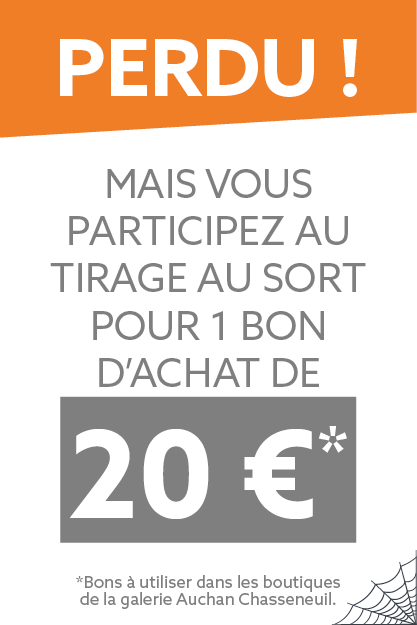 PERDU !
MAIS VOUS
PARTICIPEZ AU
TIRAGE AU SORT
POUR 1 BON
D'ACHAT DE
20 €*
*Bons à utiliser dans les boutiques
de la galerie Auchan Chasseneuil.